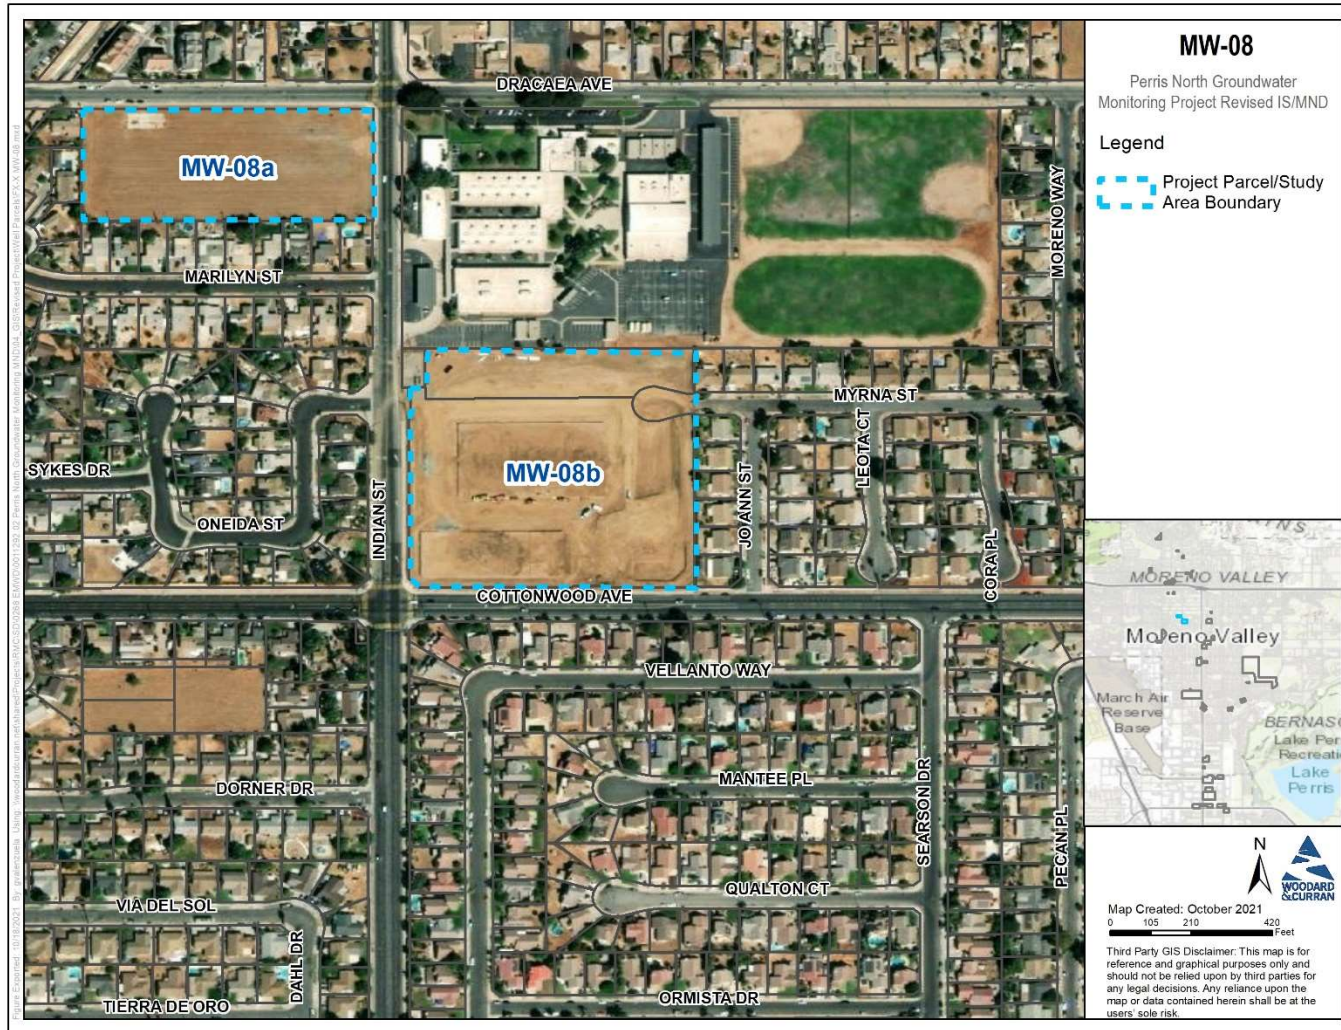 DRACAEA AVE
MW-08a
MARILYN ST
MORENO WAY
MYRNA ST
MW-08b
SYKES DR
ONEIDA ST
INDIAN ST
JO ANN ST
LEOTA CT
CORA PL
COTTONWOOD AVE
VELLANTO WAY
MANTEE PL
DORNER DR
SEARSON DR
PECAN PL
QUALTON CT
VIA DEL SOL
DAHL DR
ORMISTA DR
TIERRA DE ORO
MW-08
Perris North Groundwater
Monitoring Project Revised IS/MND
Legend
Project Parcel/Study
Area Boundary
MORENO VALLEY
Moreno Valley
March Air
Reserve
Base
Lake
Perris
N
WOODARD
&CURRAN
Map Created: October 2021
0 105 210 420
Feet
Third Party GIS Disclaimer: This map is for
reference and graphical purposes only and
should not be relied upon by third parties for
any legal decisions. Any reliance upon the
map or data contained herein shall be at the
users' sole risk.